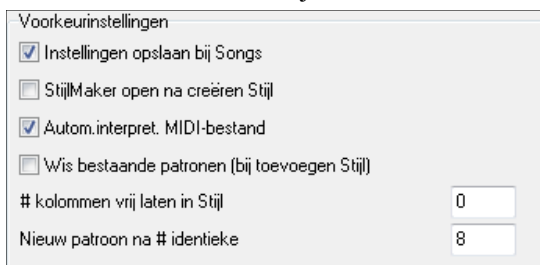 Voorkeurinstellingen
Instellingen opslaan bij Songs
StijlMaker open na creëren Stijl
Autom.interpret. MIDI-bestand
Wis bestaande patronen (bij toevoegen Stijl)
# kolommen vrij laten in Stijl 0
Nieuw patroon na # identieke 8